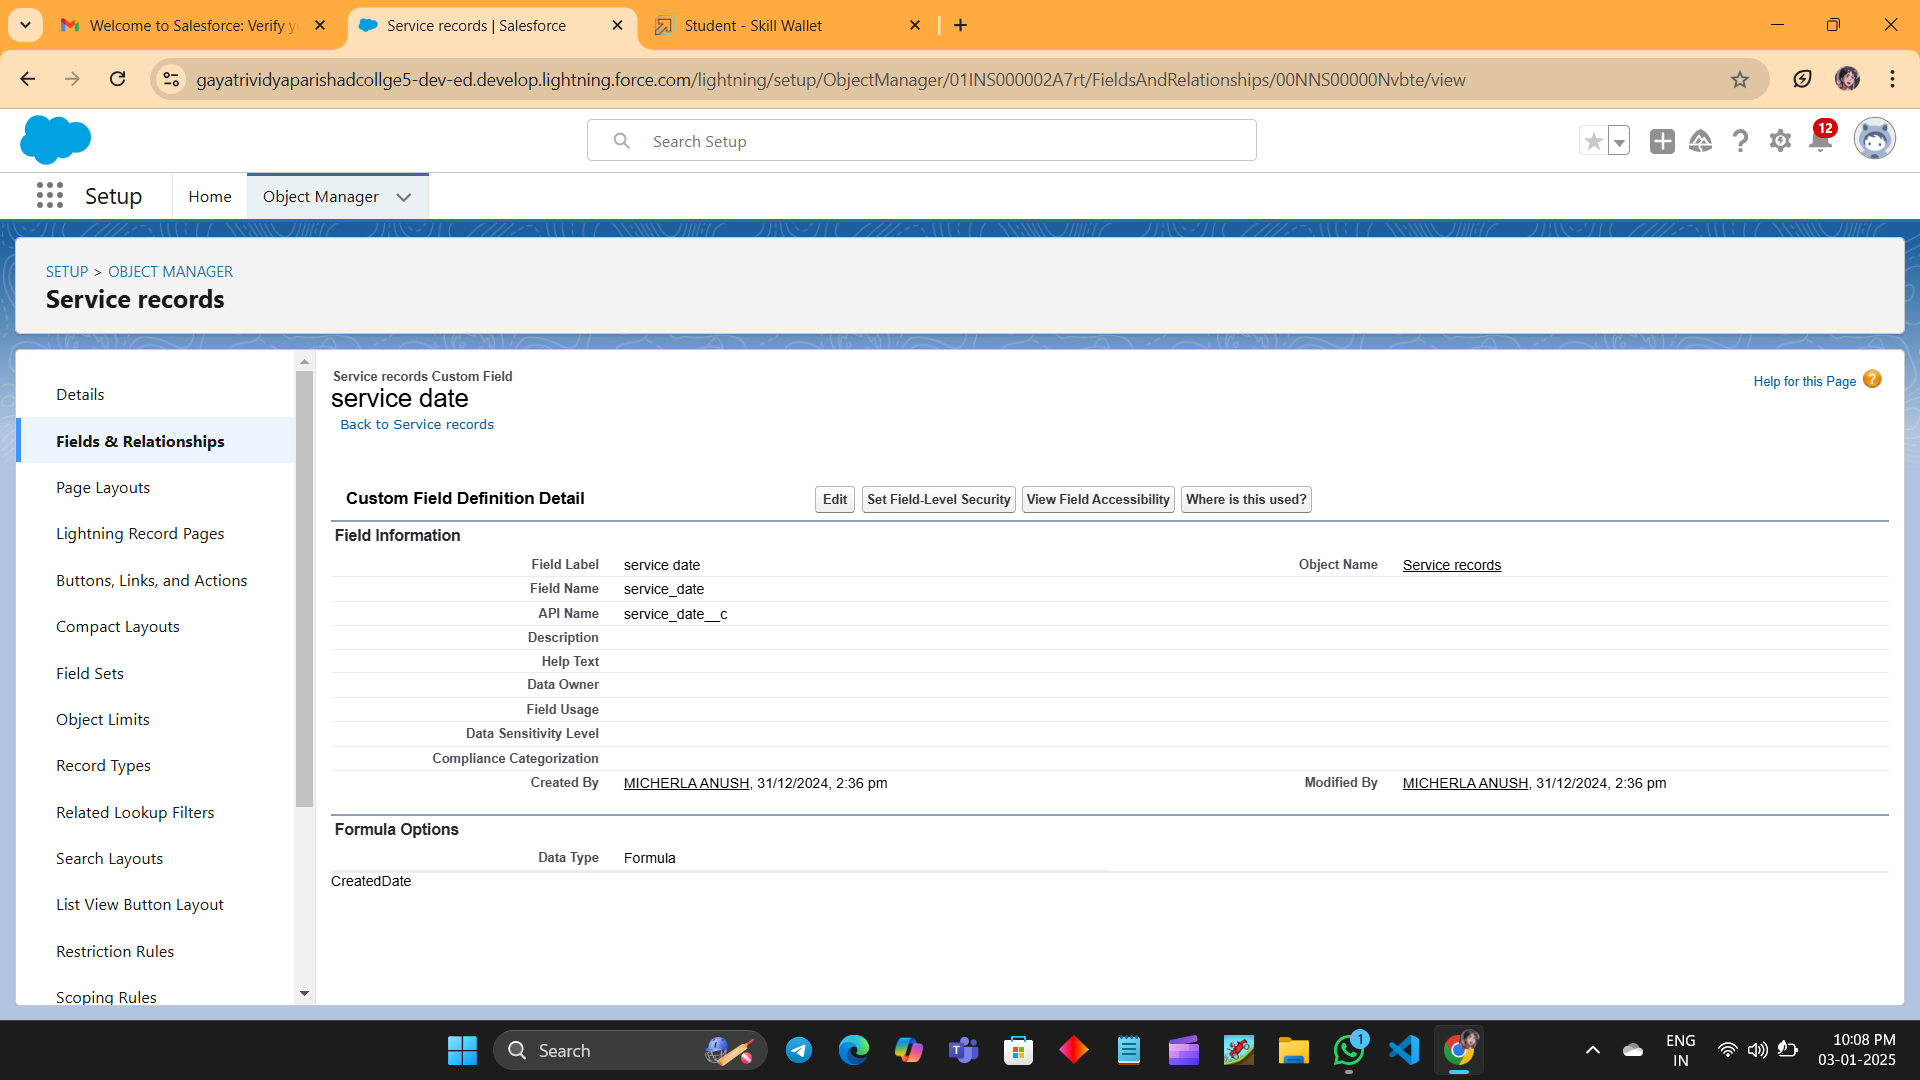 Welcome to Salesforce: Verify y
Service records | Salesforce
Student - Skill Wallet
gayatrividyaparishadcollge5-dev-ed.develop.lightning.force.com/lightning/setup/ObjectManager/01INS000002A7rt/FieldsAndRelationships/00NNS00000Nvbte/view
Search Setup
12
Setup
Home
Object Manager
SETUP > OBJECT MANAGER
Service records
Details
Fields & Relationships
Page Layouts
Lightning Record Pages
Buttons, Links, and Actions
Compact Layouts
Field Sets
Object Limits
Record Types
Related Lookup Filters
Search Layouts
List View Button Layout
Restriction Rules
Scoping Rules
Service records Custom Field
service date
Back to Service records
Help for this Page ?
Custom Field Definition Detail
Edit
Set Field-Level Security
View Field Accessibility
Where is this used?
Field Information
Field Label service date
Object Name Service records
Field Name service_date
API Name service_date__c
Description
Help Text
Data Owner
Field Usage
Data Sensitivity Level
Compliance Categorization
Created By MICHERLA ANUSH, 31/12/2024, 2:36 pm
Modified By MICHERLA ANUSH, 31/12/2024, 2:36 pm
Formula Options
Data Type Formula
CreatedDate
Search
1
ENG
IN
10:08 PM
03-01-2025